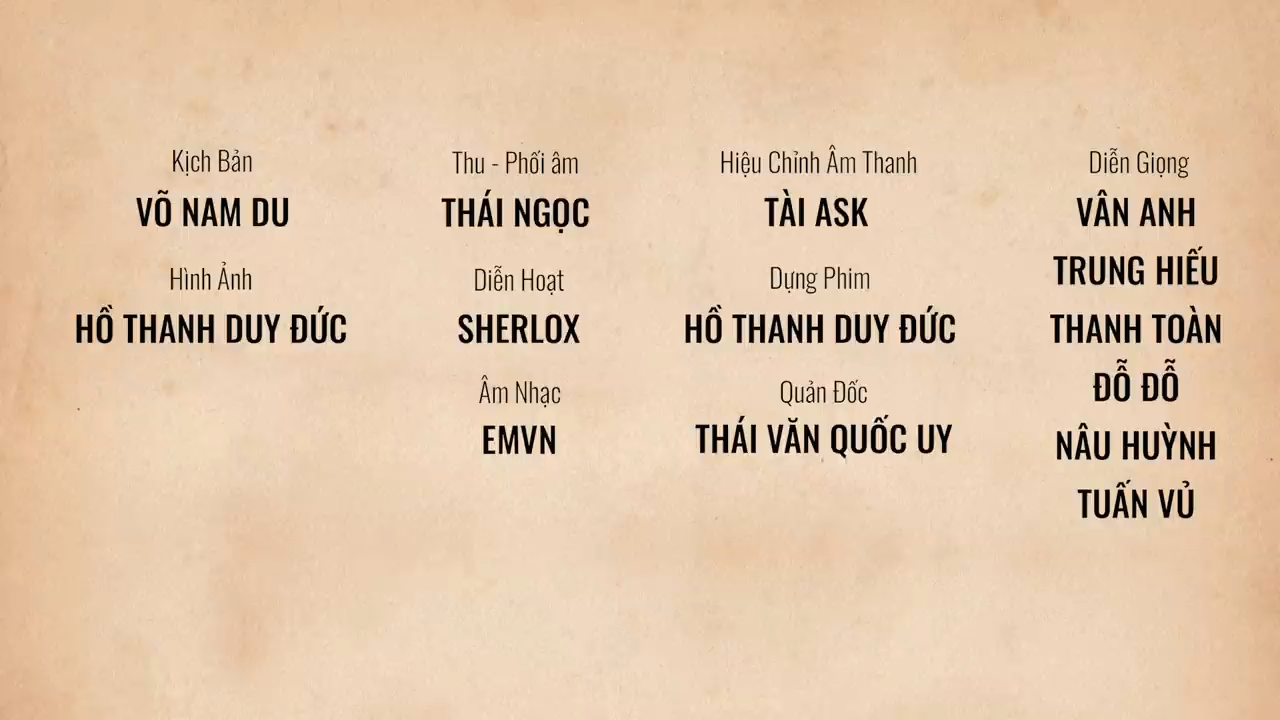 Kịch Bản
VÕ NAM DU
Hình Ảnh
HỒ THANH DUY ĐỨC
Thu - Phối âm
THÁI NGỌC
Diễn Hoạt
SHERLOX
Âm Nhạc
EMVN
Hiệu Chỉnh Âm Thanh
TÀI ASK
Dựng Phim
HỒ THANH DUY ĐỨC
Quản Đốc
THÁI VĂN QUỐC UY
Diễn Giọng
VÂN ANH
TRUNG HIẾU
THANH TOÀN
ĐỖ ĐỖ
NÂU HUỲNH
TUẤN VỦ